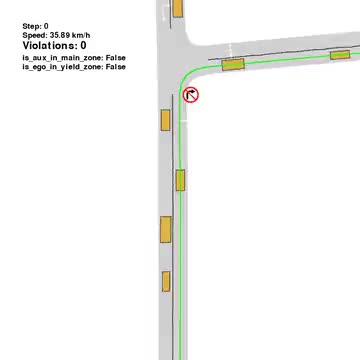 Step: 0
Speed: 35.89 km/h
Violations: 0
is_aux_in_main_zone: False
is_ego_in_yield_zone: False